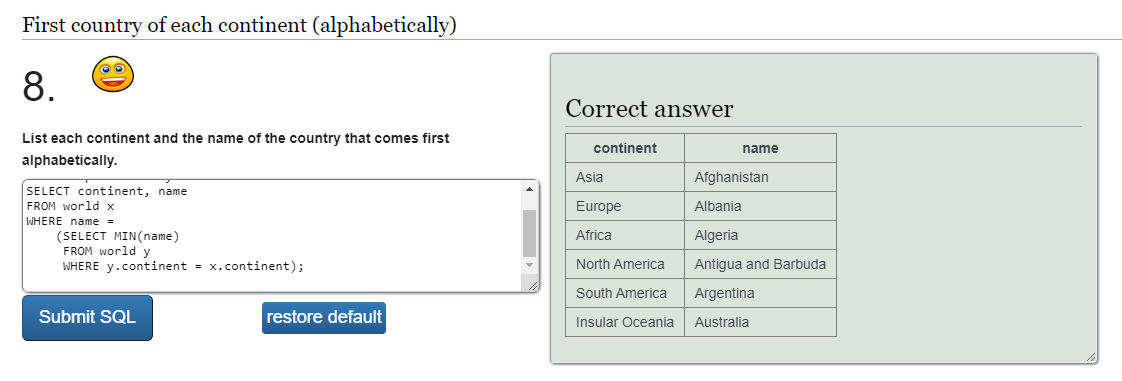 First country of each continent (alphabetically)
8.
List each continent and the name of the country that comes first
alphabetically.
SELECT continent, name
FROM world x
WHERE name =
(SELECT MIN(name)
FROM world y
WHERE y.continent = x.continent);
Submit SQL
restore default
Correct answer
continent name
Asia Afghanistan
Europe Albania
Africa Algeria
North America Antigua and Barbuda
South America Argentina
Insular Oceania Australia